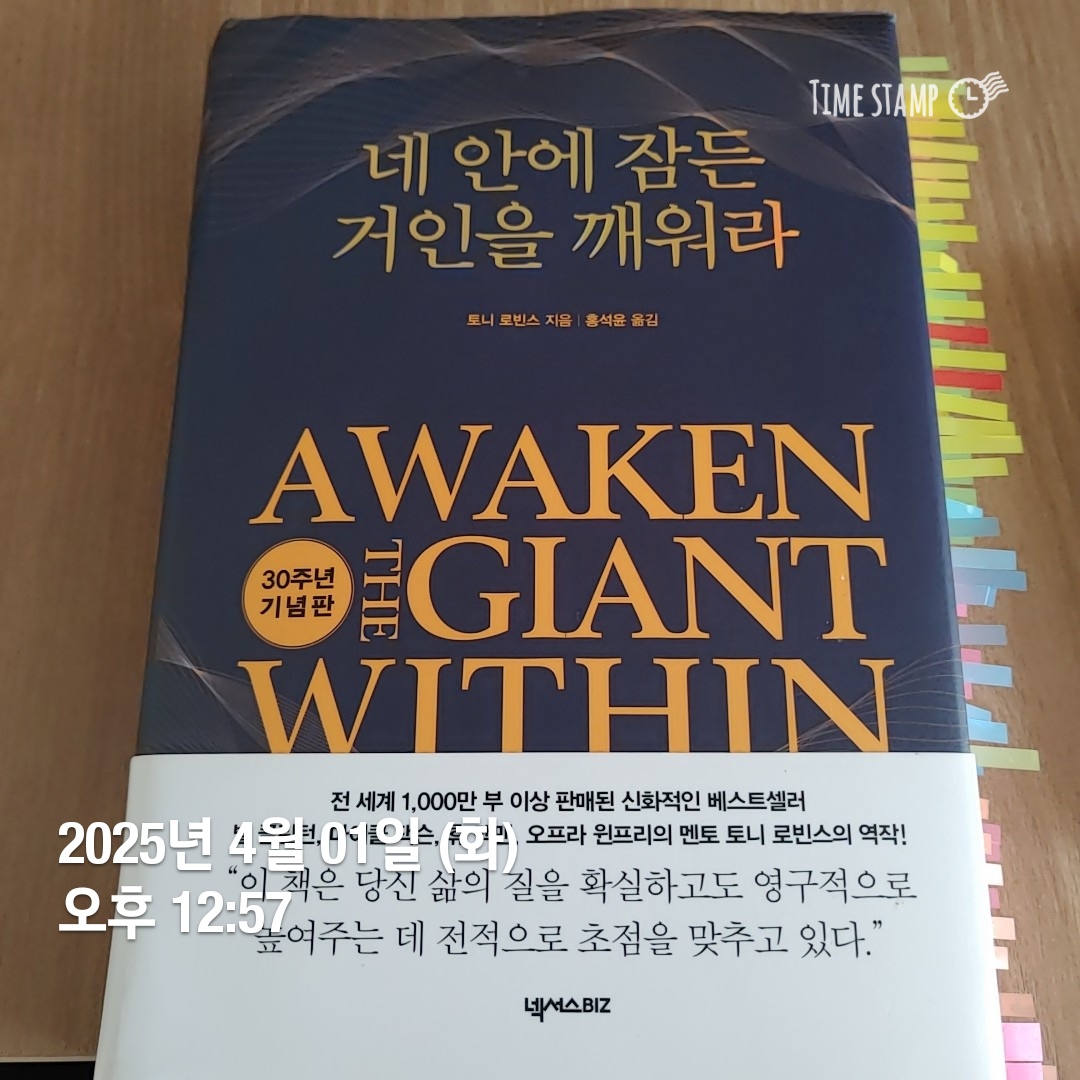 TIME STAMP
네 안에 잠든
거인을 깨워라
토니 로빈스 지음 | 홍석윤 옮김
AWAKEN
THE GIANT
30주년
기념판
WITHIN
전 세계 1,000만 부 이상 판매된 신화적인 베스트셀러
오프라 윈프리의 멘토 토니 로빈스의 역작!
“이 책은 당신 삶의 질을 확실하고도 영구적으로
높여주는 데 전적으로 초점을 맞추고 있다.”
넥서스BIZ
2025년 4월 01일 (화)
오후 12:57